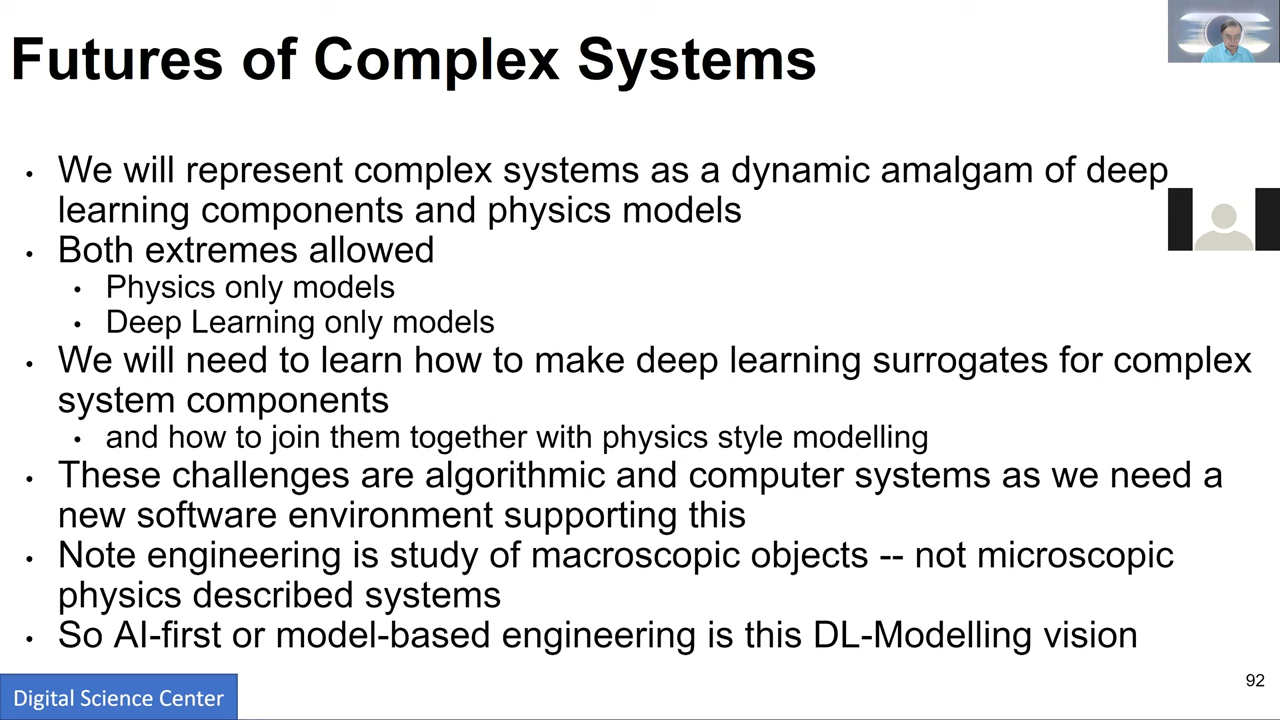 Futures of Complex Systems
• We will represent complex systems as a dynamic amalgam of deep
learning components and physics models
• Both extremes allowed
• Physics only models
• Deep Learning only models
• We will need to learn how to make deep learning surrogates for complex
system components
• and how to join them together with physics style modelling
• These challenges are algorithmic and computer systems as we need a
new software environment supporting this
• Note engineering is study of macroscopic objects -- not microscopic
physics described systems
• So AI-first or model-based engineering is this DL-Modelling vision
92
Digital Science Center